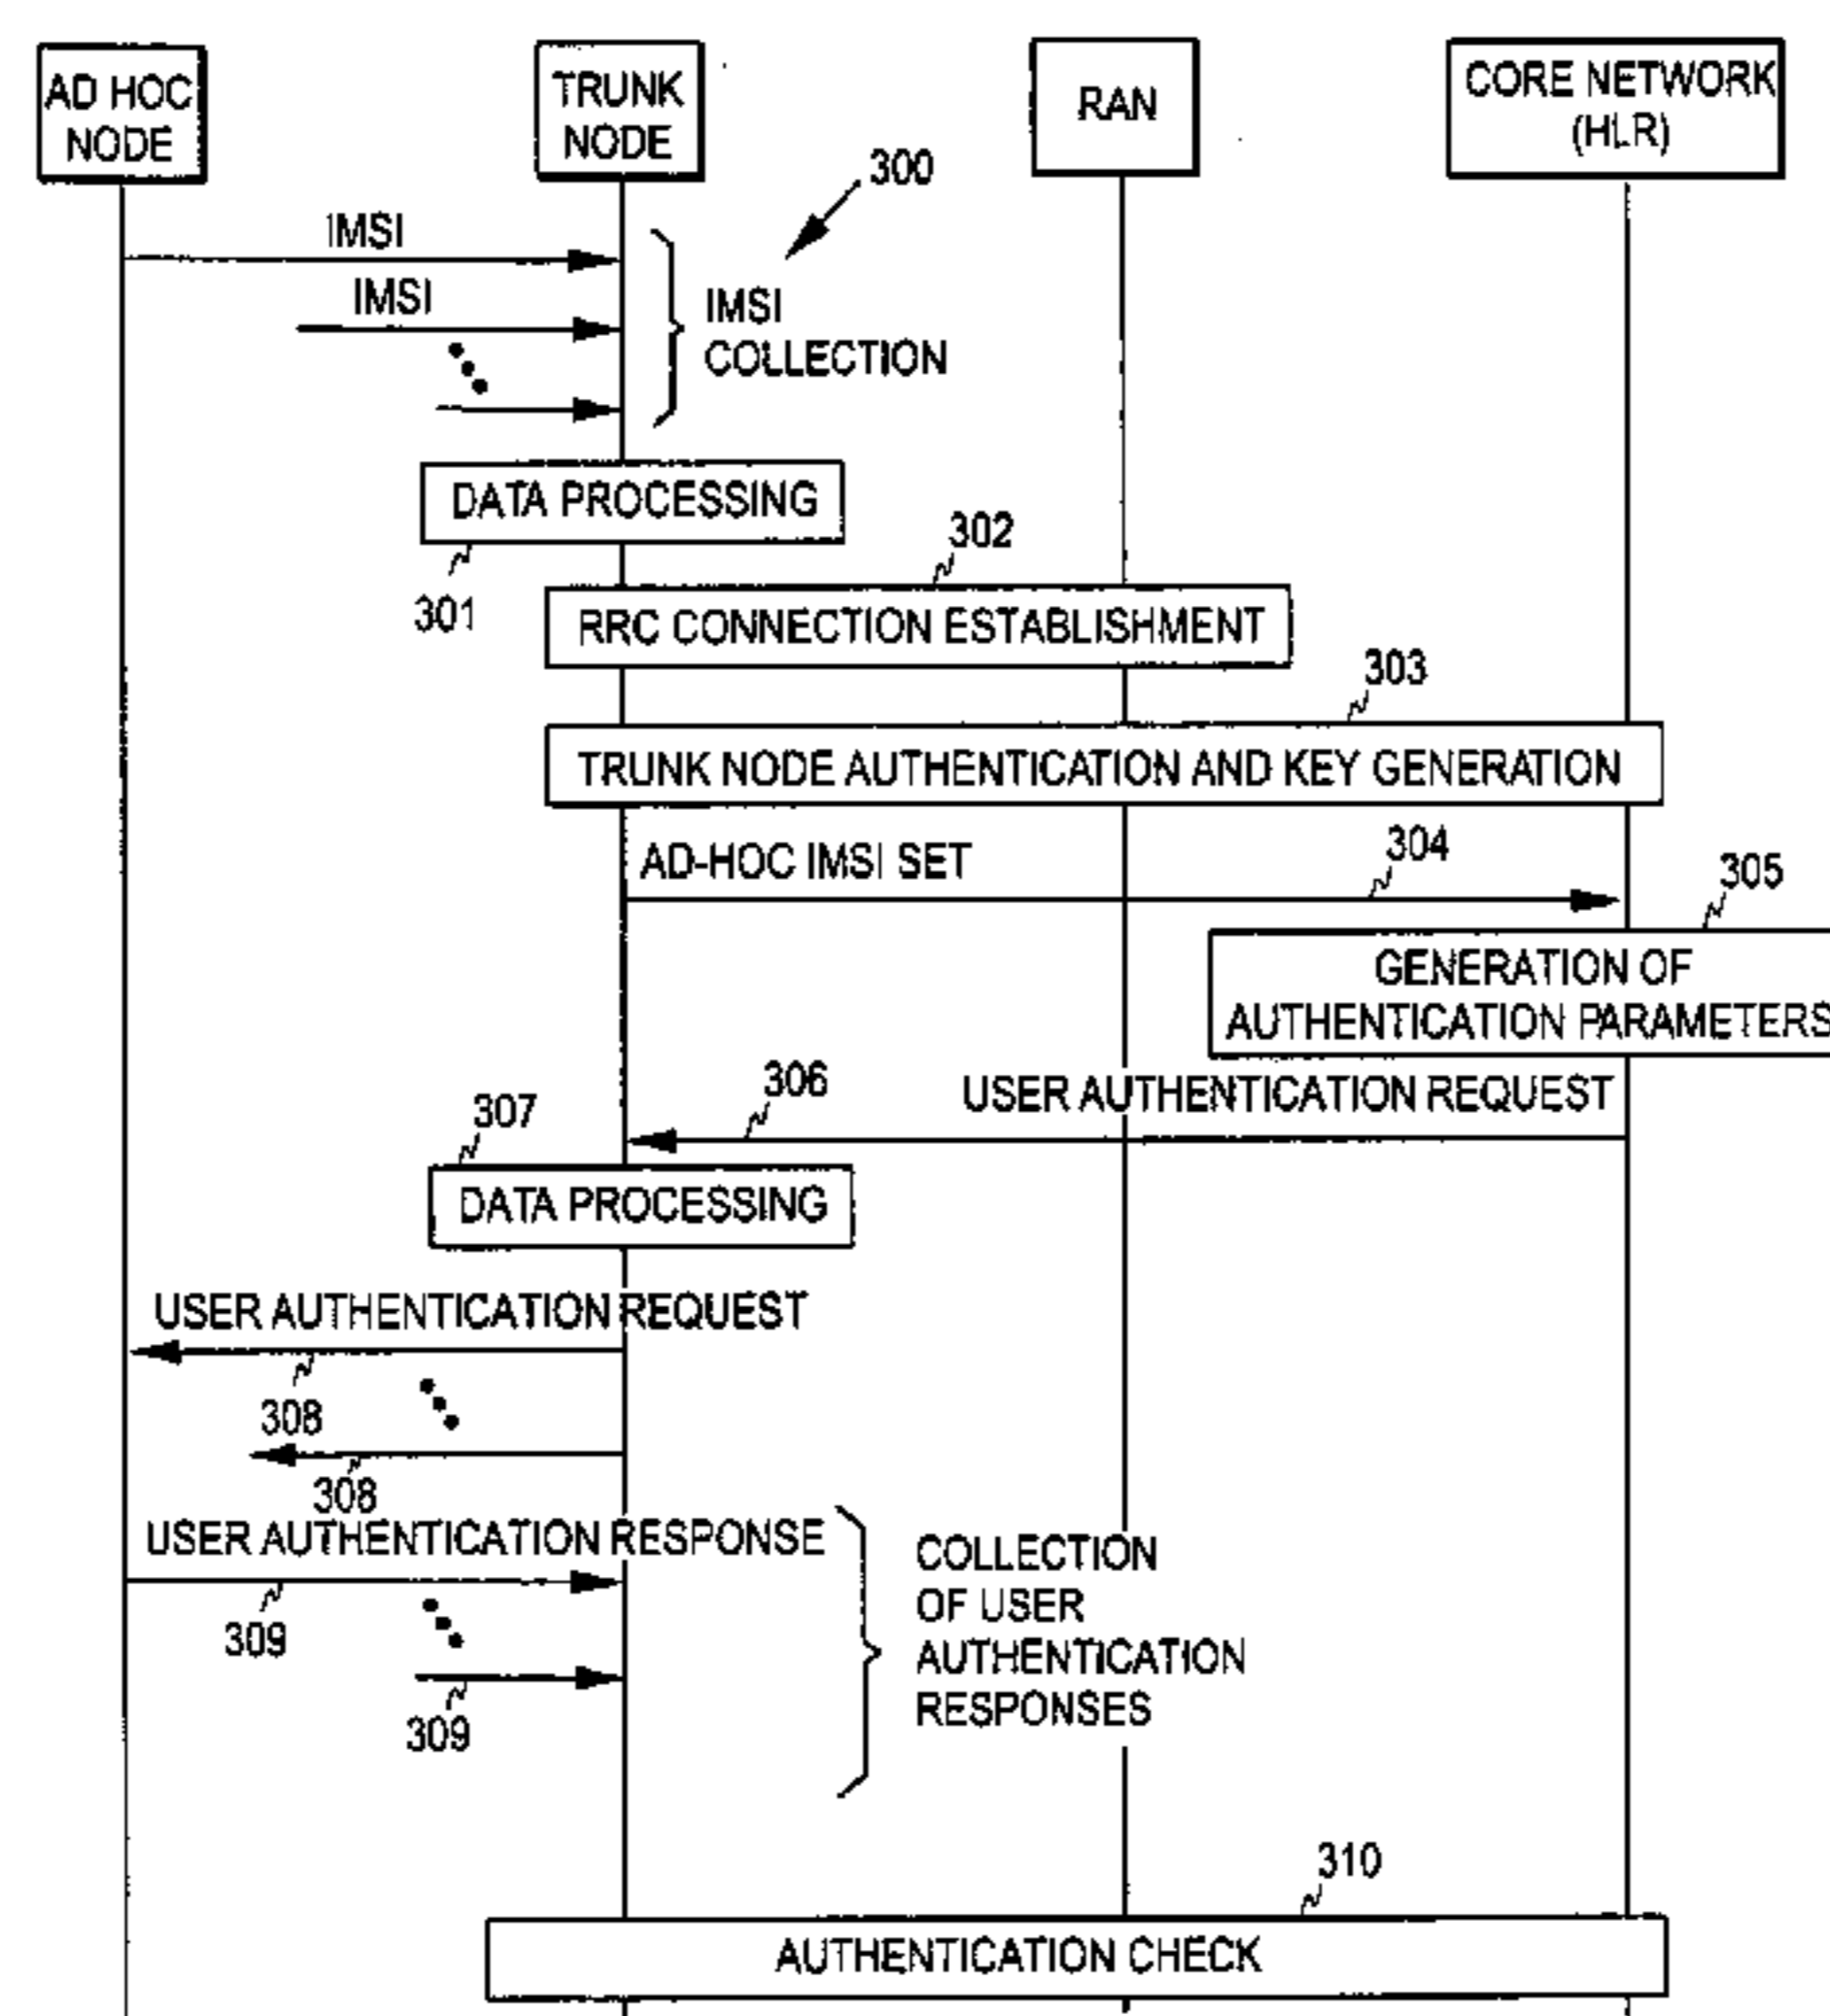 AD HOC
NODE
TRUNK
NODE
RAN
CORE NETWORK
(HLR)
300
IMSI
IMSI
IMSI
COLLECTION
DATA PROCESSING
301
302
RRC CONNECTION ESTABLISHMENT
303
TRUNK NODE AUTHENTICATION AND KEY GENERATION
AD-HOC IMSI SET
304
305
GENERATION OF
AUTHENTICATION PARAMETERS
306
USER AUTHENTICATION REQUEST
307
DATA PROCESSING
USER AUTHENTICATION REQUEST
308
308
USER AUTHENTICATION RESPONSE
309
309
COLLECTION
OF USER
AUTHENTICATION
RESPONSES
310
AUTHENTICATION CHECK